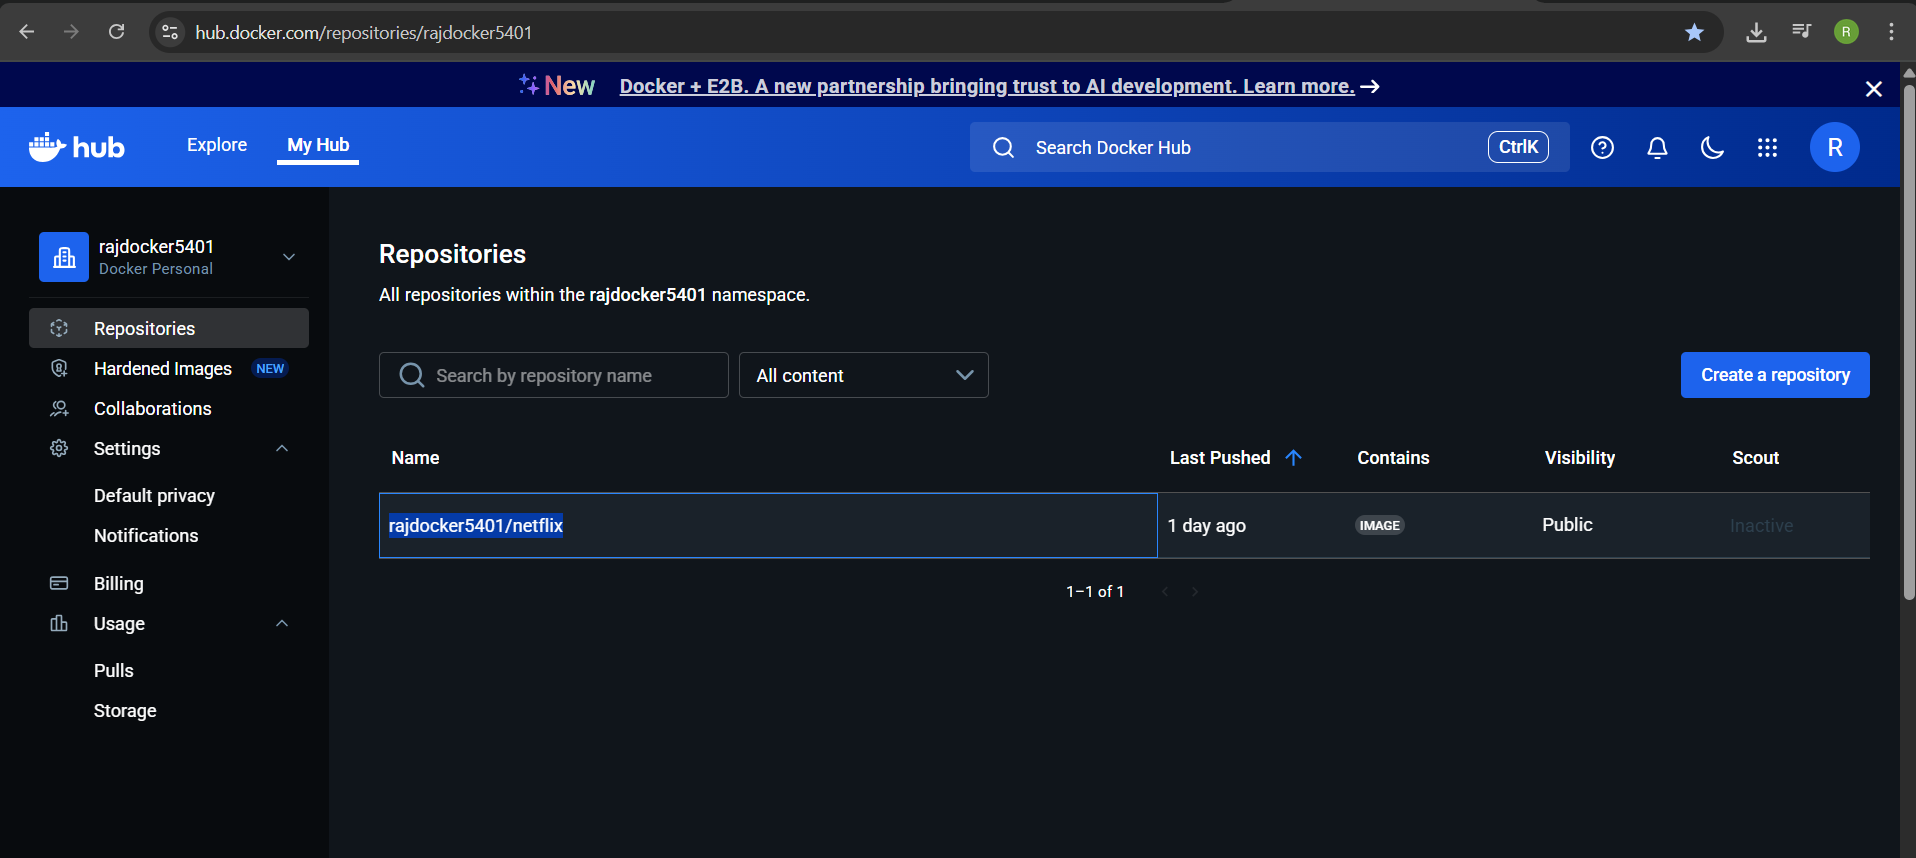 hub.docker.com/repositories/rajdocker5401
R
New Docker + E2B. A new partnership bringing trust to AI development. Learn more. →
hub
Explore
My Hub
Search Docker Hub
CtrlK
R
rajdocker5401
Docker Personal
Repositories
Hardened Images NEW
Collaborations
Settings
Default privacy
Notifications
Billing
Usage
Pulls
Storage
Repositories
All repositories within the rajdocker5401 namespace.
Search by repository name
All content
Create a repository
Name Last Pushed Contains Visibility Scout
rajdocker5401/netflix 1 day ago IMAGE Public Inactive
1–1 of 1